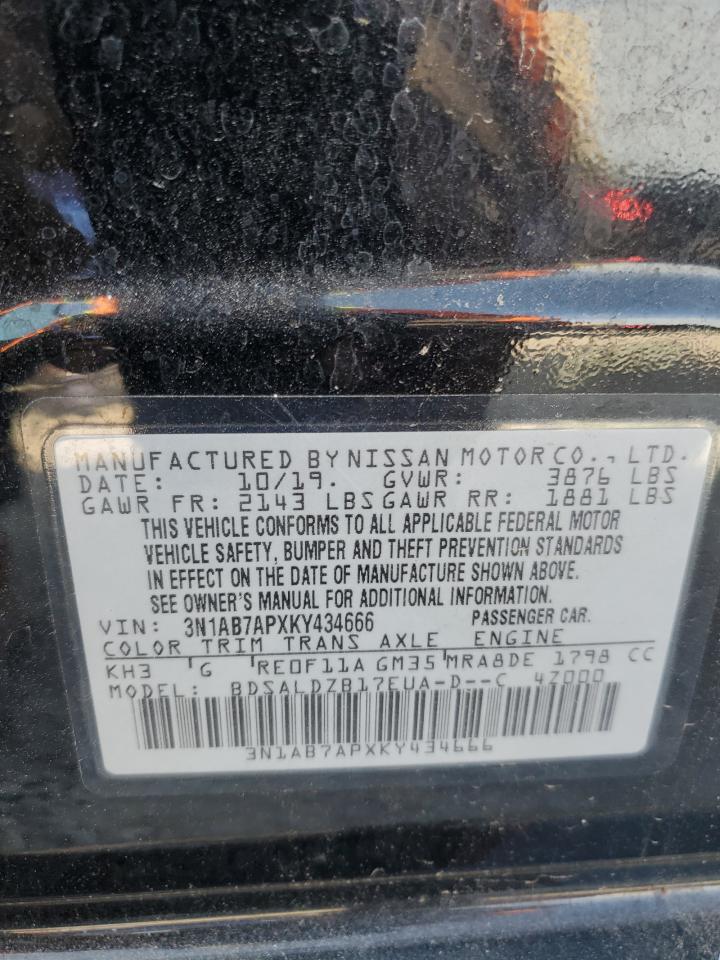 MANUFACTURED BY NISSAN MOTOR CO., LTD.
DATE: 10/19. GVWR: 3876 LBS
GAWR FR: 2143 LBS GAWR RR: 1881 LBS
THIS VEHICLE CONFORMS TO ALL APPLICABLE FEDERAL MOTOR
VEHICLE SAFETY, BUMPER AND THEFT PREVENTION STANDARDS
IN EFFECT ON THE DATE OF MANUFACTURE SHOWN ABOVE.
SEE OWNER'S MANUAL FOR ADDITIONAL INFORMATION.
VIN: 3N1AB7APXKY434666 PASSENGER CAR.
COLOR TRIM TRANS AXLE ENGINE
KH3 G RE0F11A GM35 MRA8DE 1798 CC
MODEL: BDSALDZB17EUA-D--C 4Z000
3N1AB7APXKY434666